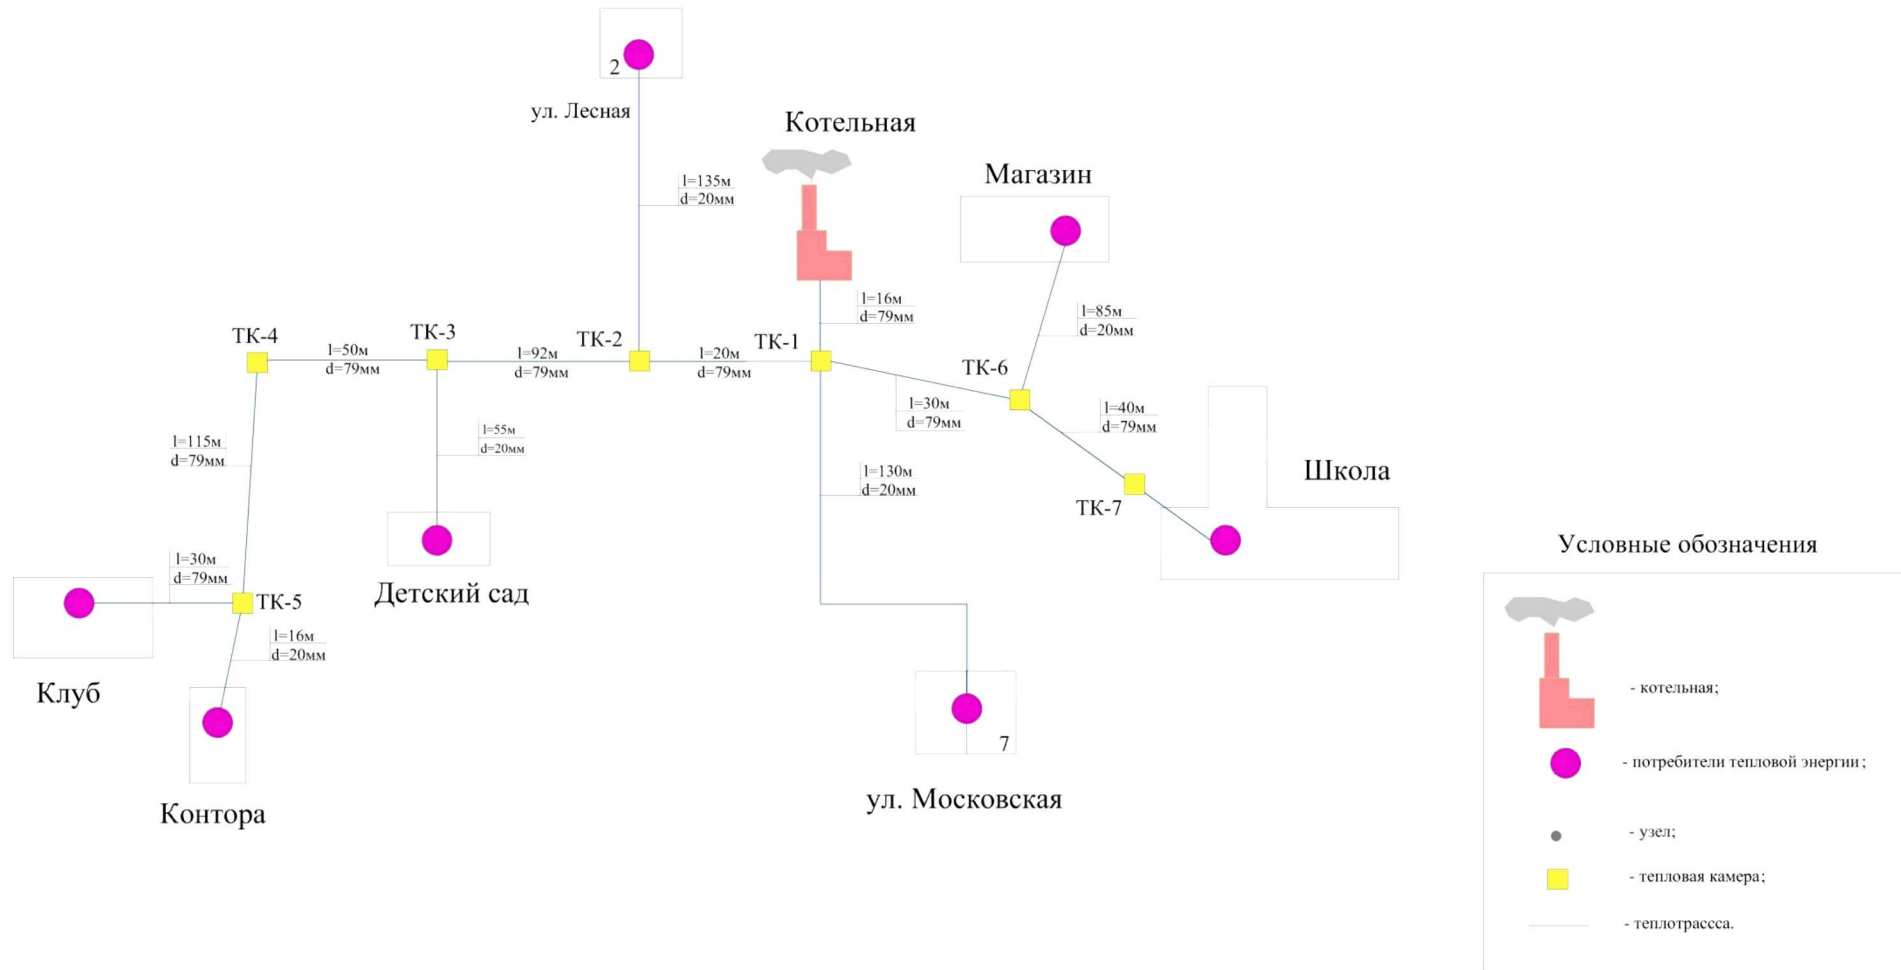 2
ул. Лесная
Котельная
l=135м
d=20мм
Магазин
l=16м
d=79мм
l=85м
d=20мм
ТК-4
l=50м
d=79мм
ТК-3
l=92м
d=79мм
ТК-2
l=20м
d=79мм
ТК-1
ТК-6
l=30м
d=79мм
l=40м
d=79мм
l=115м
d=79мм
l=55м
d=20мм
l=130м
d=20мм
ТК-7
Школа
l=30м
d=79мм
ТК-5
Детский сад
l=16м
d=20мм
Клуб
Контора
7
ул. Московская
Условные обозначения
- котельная;
- потребители тепловой энергии;
- узел;
- тепловая камера;
- теплотрассса.